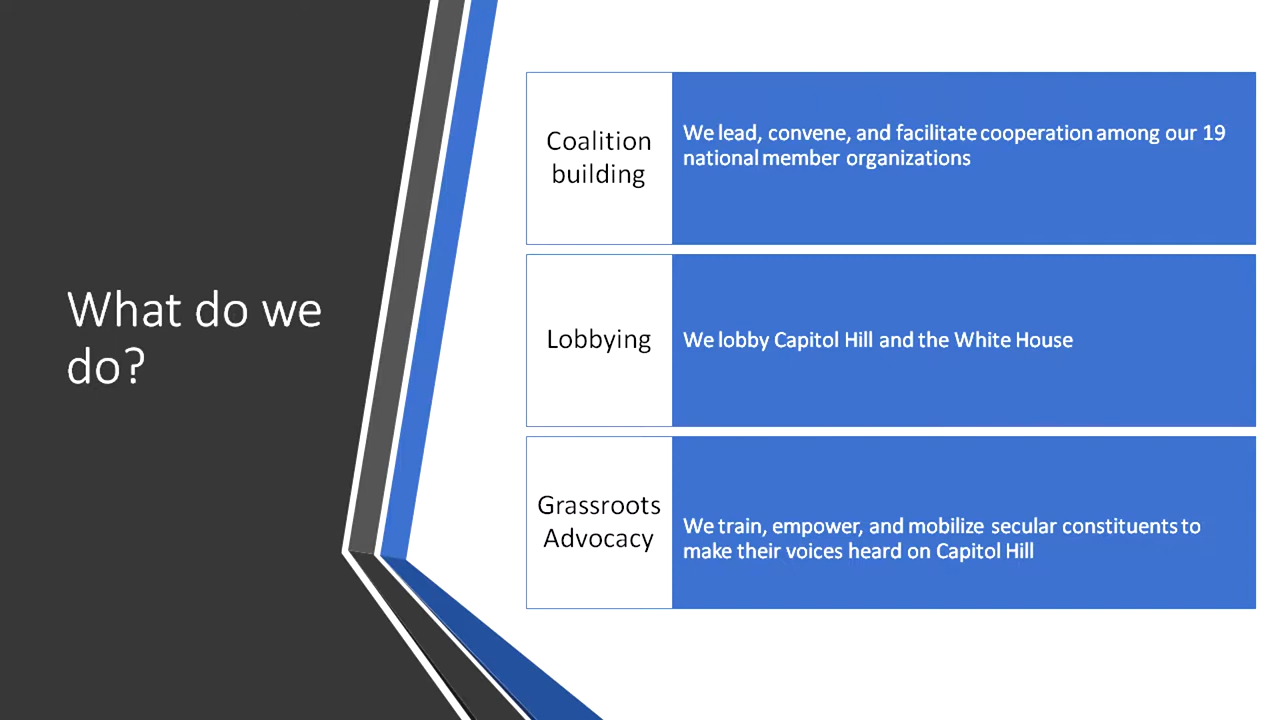 What do we
do?
Coalition
building
We lead, convene, and facilitate cooperation among our 19
national member organizations
Lobbying
We lobby Capitol Hill and the White House
Grassroots
Advocacy
We train, empower, and mobilize secular constituents to
make their voices heard on Capitol Hill